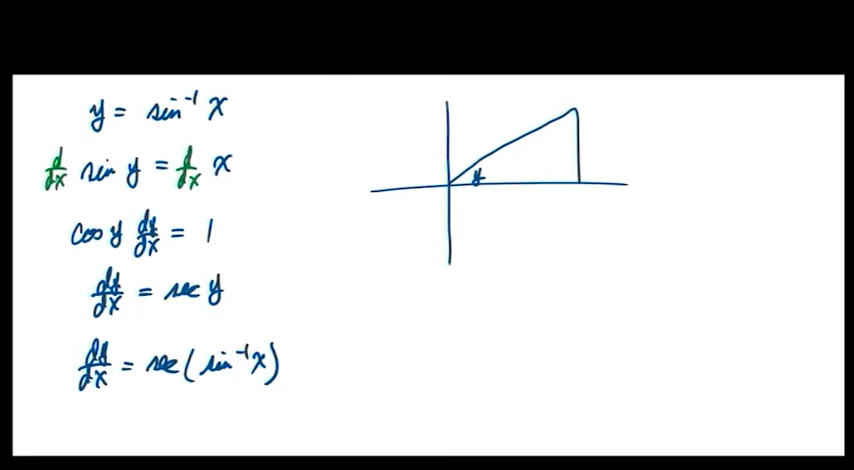 y = sin⁻¹ x
d/dx sin y = d/dx x
cos y dy/dx = 1
dy/dx = sec y
dy/dx = sec(sin⁻¹x)
y